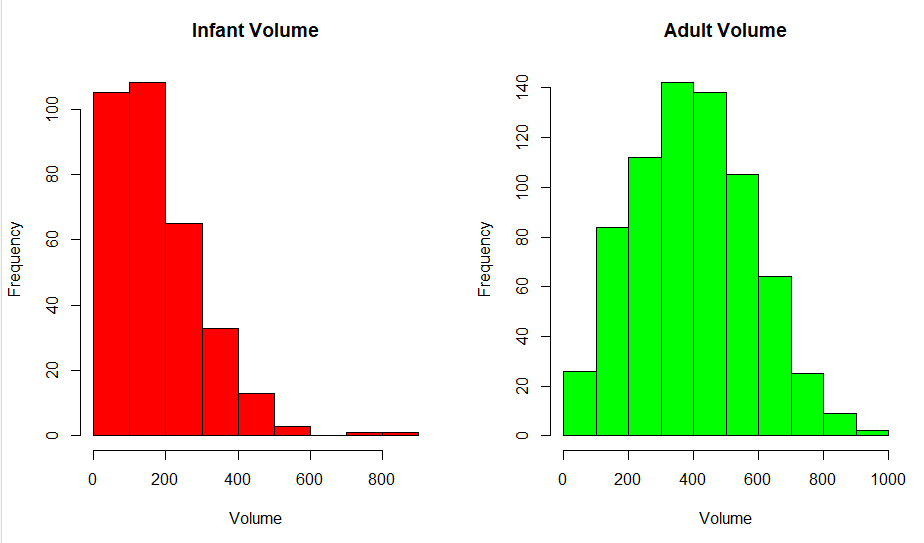 Infant Volume
Frequency
0 20 40 60 80 100
0 200 400 600 800
Volume
Adult Volume
Frequency
0 20 40 60 80 100 120 140
0 200 400 600 800 1000
Volume